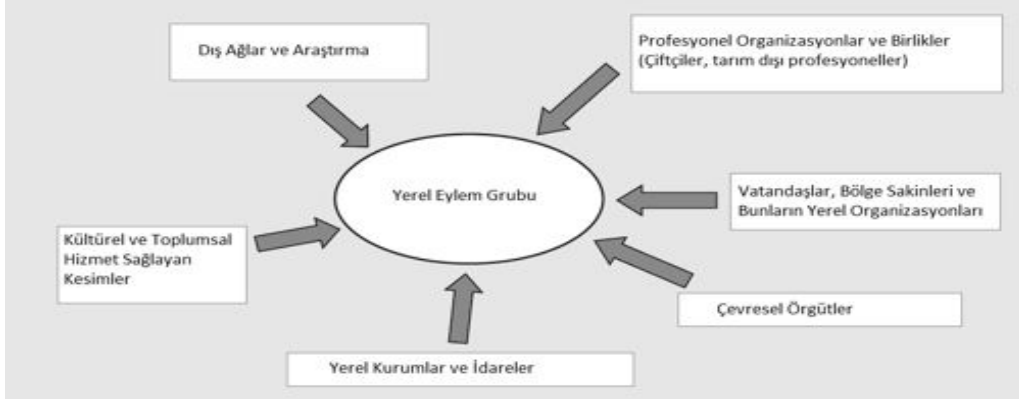 Dış Ağlar ve Araştırma
Profesyonel Organizasyonlar ve Birlikler
(Çiftçiler, tarım dışı profesyoneller)
Yerel Eylem Grubu
Vatandaşlar, Bölge Sakinleri ve
Bunların Yerel Organizasyonları
Kültürel ve Toplumsal
Hizmet Sağlayan
Kesimler
Çevresel Örgütler
Yerel Kurumlar ve İdareler